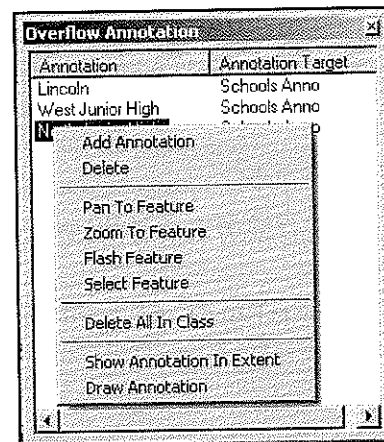 Overflow Annotation
Annotation Annotation Target
Lincoln Schools Anno
West Junior High Schools Anno
Add Annotation
Delete
Pan To Feature
Zoom To Feature
Flash Feature
Select Feature
Delete All In Class
Show Annotation In Extent
Draw Annotation